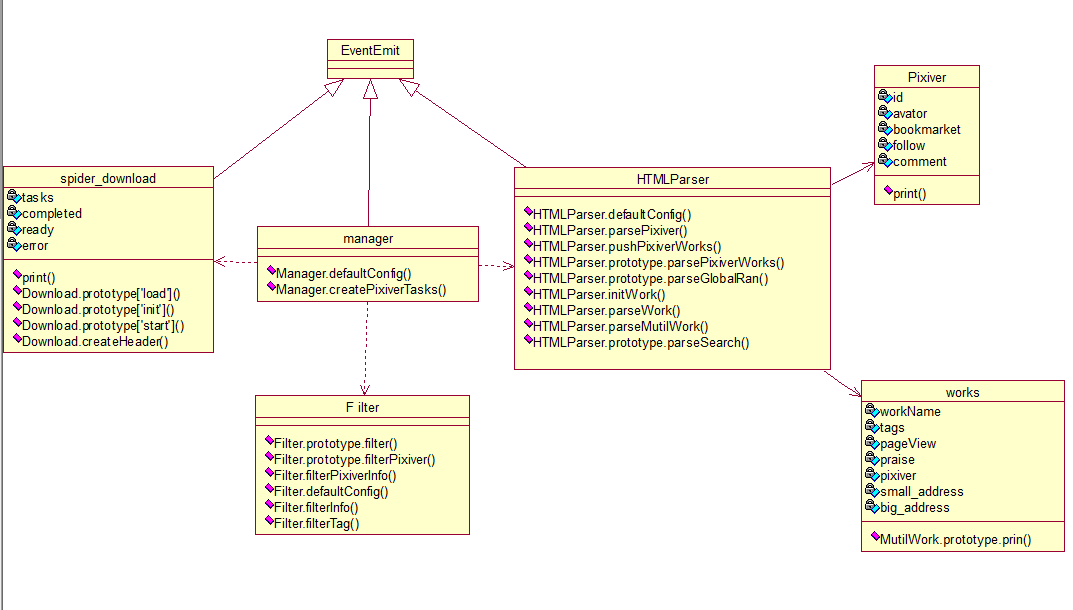 EventEmit
Pixiver
id
avator
bookmarket
follow
comment
print()
spider_download
tasks
completed
ready
error
print()
Download.prototype['load']()
Download.prototype['init']()
Download.prototype['start']()
Download.createHeader()
manager
Manager.defaultConfig()
Manager.createPixiverTasks()
HTMLParser
HTMLParser.defaultConfig()
HTMLParser.parsePixiver()
HTMLParser.pushPixiverWorks()
HTMLParser.prototype.parsePixiverWorks()
HTMLParser.prototype.parseGlobalRan()
HTMLParser.initWork()
HTMLParser.parseWork()
HTMLParser.parseMutilWork()
HTMLParser.prototype.parseSearch()
F ilter
Filter.prototype.filter()
Filter.prototype.filterPixiver()
Filter.filterPixiverInfo()
Filter.defaultConfig()
Filter.filterInfo()
Filter.filterTag()
works
workName
tags
pageView
praise
pixiver
small_address
big_address
MutilWork.prototype.prin()